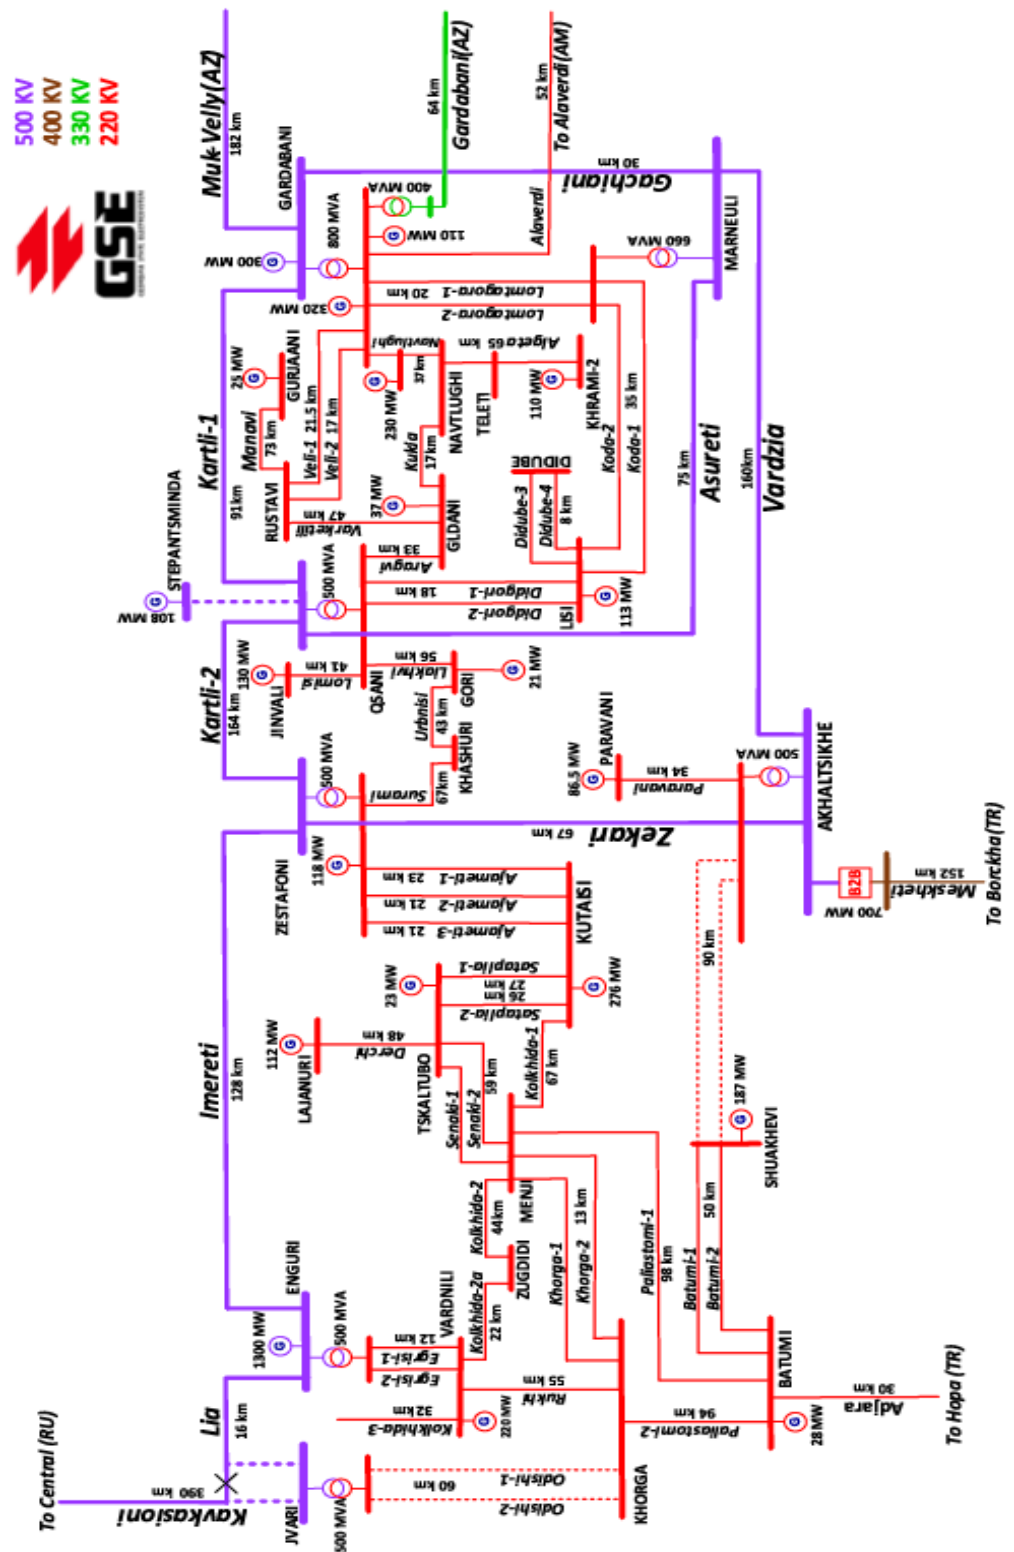 500 KV
400 KV
330 KV
220 KV
GSE
To Central (RU)
390 km
Kavkasioni
Lia
16 km
JVARI
500 MVA
ENGURI
1300 MW
500 MVA
Imereti
128 km
ZESTAFONI
500 MVA
118 MW
Kartli-2
164 km
STEPANTSMINDA
108 MW
500 MVA
Kartli-1
91km
GARDABANI
300 MW
800 MVA
Muk-Velly(AZ)
182 km
400 MVA
64 km
Gardabani(AZ)
52 km
To Alaverdi(AM)
Alaverdi
110 MW
320 MW
20 km
Lomtagora-1
Lomtagora-2
660 MVA
Gachiani
30 km
MARNEULI
25 MW
GURJAANI
Manavi
73 km
RUSTAVI
Veli-1
21.5 km
Veli-2
17 km
230 MW
Navtlughi
37km
NAVTLUGHI
Algeta
65 km
TELETI
110 MW
KHRAMI-2
Kukia
17km
37 MW
47 km
Varketili
GLDANI
33 km
Aragvi
DIDUBE
Didube-3
Didube-4
8 km
Koda-2
Koda-1
35 km
18 km
Didgori-1
Didgori-2
LISI
113 MW
75 km
Asureti
160km
Vardzia
130 MW
JINVALI
41 km
Lomisi
QSANI
56 km
Liakhvi
GORI
21 MW
Urbnisi
43 km
KHASHURI
Surami
67km
86.5 MW
PARAVANI
34 km
Paravani
500 MVA
AKHALTSIKHE
67 km
Zekari
B2B
700 MW
152 km
Meskheti
To Borckha(TR)
23 km
Ajameti-1
21 km
Ajameti-2
21 km
Ajameti-3
KUTAISI
276 MW
23 MW
Sataplia-1
27 km
26 km
Sataplia-2
TSKALTUBO
112 MW
LAJANURI
48 km
Derchi
Senaki-1
Senaki-2
59 km
Kolkhida-1
67 km
MENJI
Kolkhida-2
44km
ZUGDIDI
Kolkhida-2a
22 km
VARDNILI
12 km
Egrisi-1
Egrisi-2
32 km
Kolkhida-3
220 MW
55 km
Rukhi
Khorga-1
Khorga-2
13 km
Paliastomi-1
98 km
90 km
187 MW
SHUAKHEVI
50 km
Batumi-1
Batumi-2
BATUMI
28MW
30 km
Adjara
To Hopa (TR)
94 km
Paliastomi-2
KHORGA
60 km
Odishi-1
Odishi-2
500 MVA